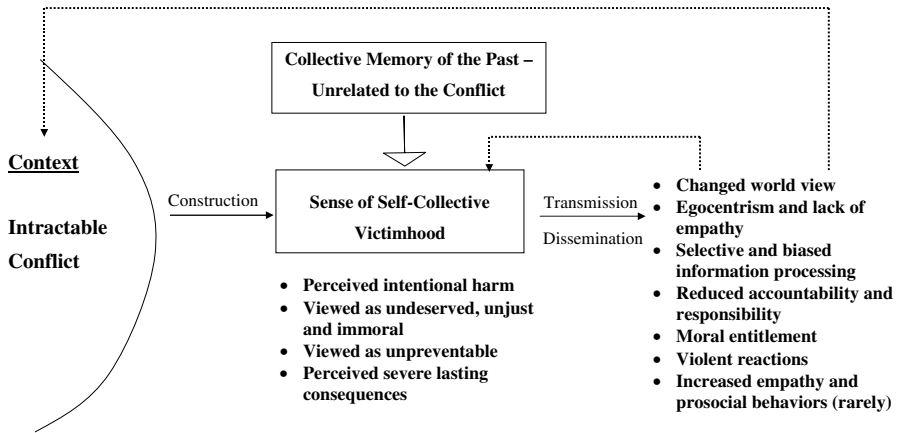 Collective Memory of the Past –
Unrelated to the Conflict
Context
Intractable
Conflict
Construction
Sense of Self-Collective
Victimhood
Transmission
Dissemination
• Perceived intentional harm
• Viewed as undeserved, unjust
and immoral
• Viewed as unpreventable
• Perceived severe lasting
consequences
• Changed world view
• Egocentrism and lack of
empathy
• Selective and biased
information processing
• Reduced accountability and
responsibility
• Moral entitlement
• Violent reactions
• Increased empathy and
prosocial behaviors (rarely)